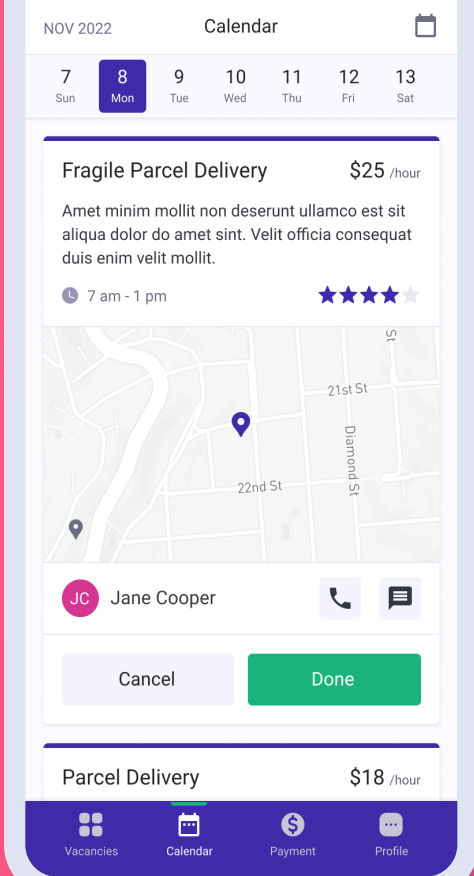 NOV 2022 Calendar
7 8 9 10 11 12 13
Sun Mon Tue Wed Thu Fri Sat
Fragile Parcel Delivery $25 /hour
Amet minim mollit non deserunt ullamco est sit
aliqua dolor do amet sint. Velit officia consequat
duis enim velit mollit.
7 am - 1 pm
St
21st St
Diamond St
22nd St
JC Jane Cooper
Cancel Done
Parcel Delivery $18 /hour
Vacancies Calendar Payment Profile